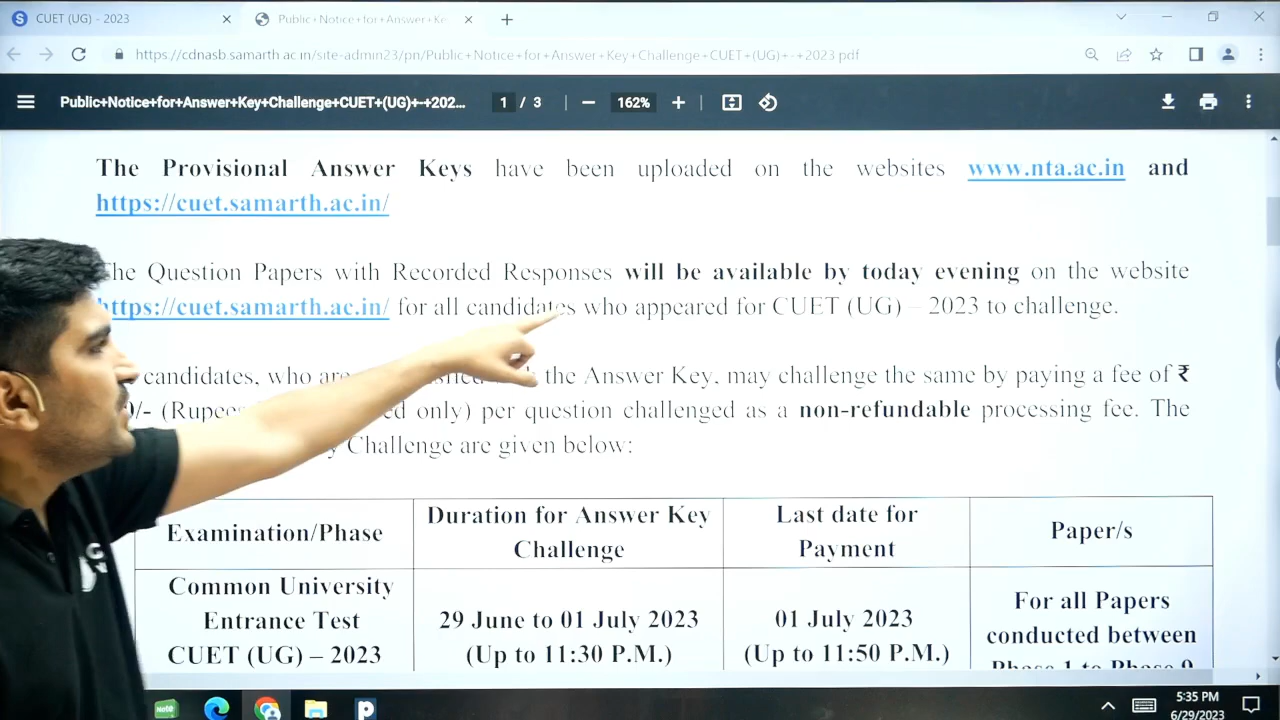 CUET (UG) - 2023
Public+Notice+for+Answer+Ke
https://cdnasb.samarth.ac.in/site-admin23/pn/Public+Notice+for+Answer+Key+Challenge+CUET+(UG)+-+2023.pdf
Public+Notice+for+Answer+Key+Challenge+CUET+(UG)+-+202...
1 / 3
162%
The Provisional Answer Keys have been uploaded on the websites www.nta.ac.in and
https://cuet.samarth.ac.in/
The Question Papers with Recorded Responses will be available by today evening on the website
https://cuet.samarth.ac.in/ for all candidates who appeared for CUET (UG) – 2023 to challenge.
candidates, who are the Answer Key, may challenge the same by paying a fee of ₹
/- (Rupees only) per question challenged as a non-refundable processing fee. The
Challenge are given below:
Examination/Phase
Duration for Answer Key
Challenge
Last date for
Payment
Paper/s
Common University
Entrance Test
CUET (UG) – 2023
29 June to 01 July 2023
(Up to 11:30 P.M.)
01 July 2023
(Up to 11:50 P.M.)
For all Papers
conducted between
Phase 1 to Phase 9
5:35 PM
6/29/2023